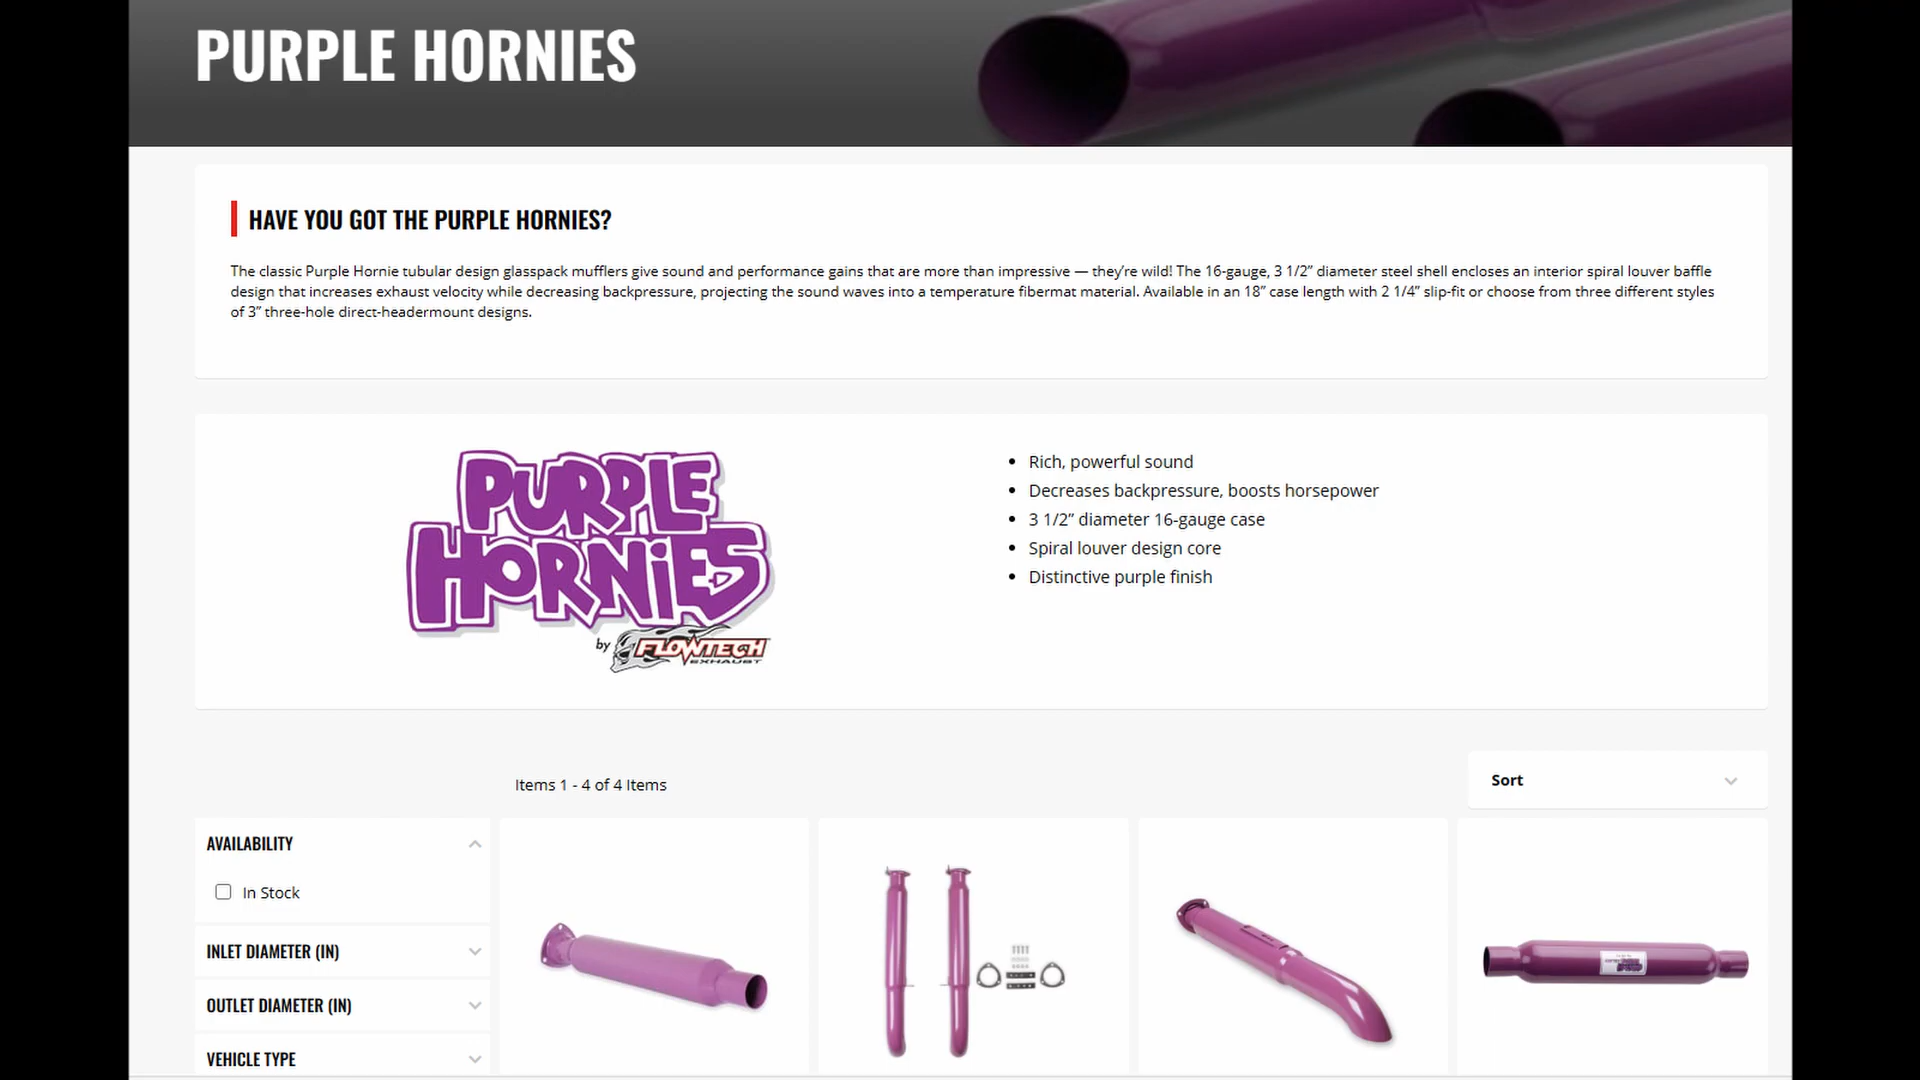 PURPLE HORNIES
HAVE YOU GOT THE PURPLE HORNIES?
The classic Purple Hornie tubular design glasspack mufflers give sound and performance gains that are more than impressive — they’re wild! The 16-gauge, 3 1/2” diameter steel shell encloses an interior spiral louver baffle
design that increases exhaust velocity while decreasing backpressure, projecting the sound waves into a temperature fibermat material. Available in an 18” case length with 2 1/4” slip-fit or choose from three different styles
of 3” three-hole direct-headermount designs.
PURPLE
HORNIES
by FLOWTECH
EXHAUST
Rich, powerful sound
Decreases backpressure, boosts horsepower
3 1/2” diameter 16-gauge case
Spiral louver design core
Distinctive purple finish
Items 1 - 4 of 4 Items
Sort
AVAILABILITY
In Stock
INLET DIAMETER (IN)
OUTLET DIAMETER (IN)
VEHICLE TYPE